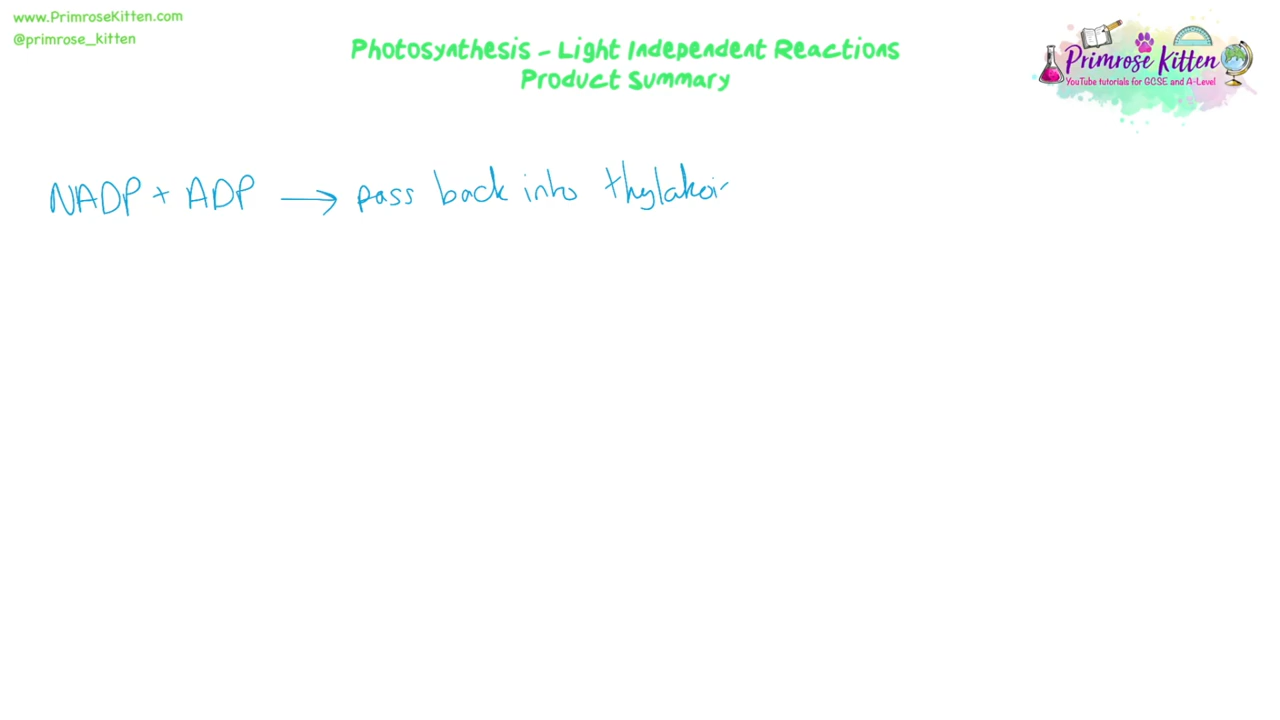 www.PrimroseKitten.com
@primrose_kitten
Photosynthesis - Light Independent Reactions
Product Summary
Primrose Kitten
YouTube tutorials for GCSE and A-Level
NADP + ADP → pass back into thylakoi